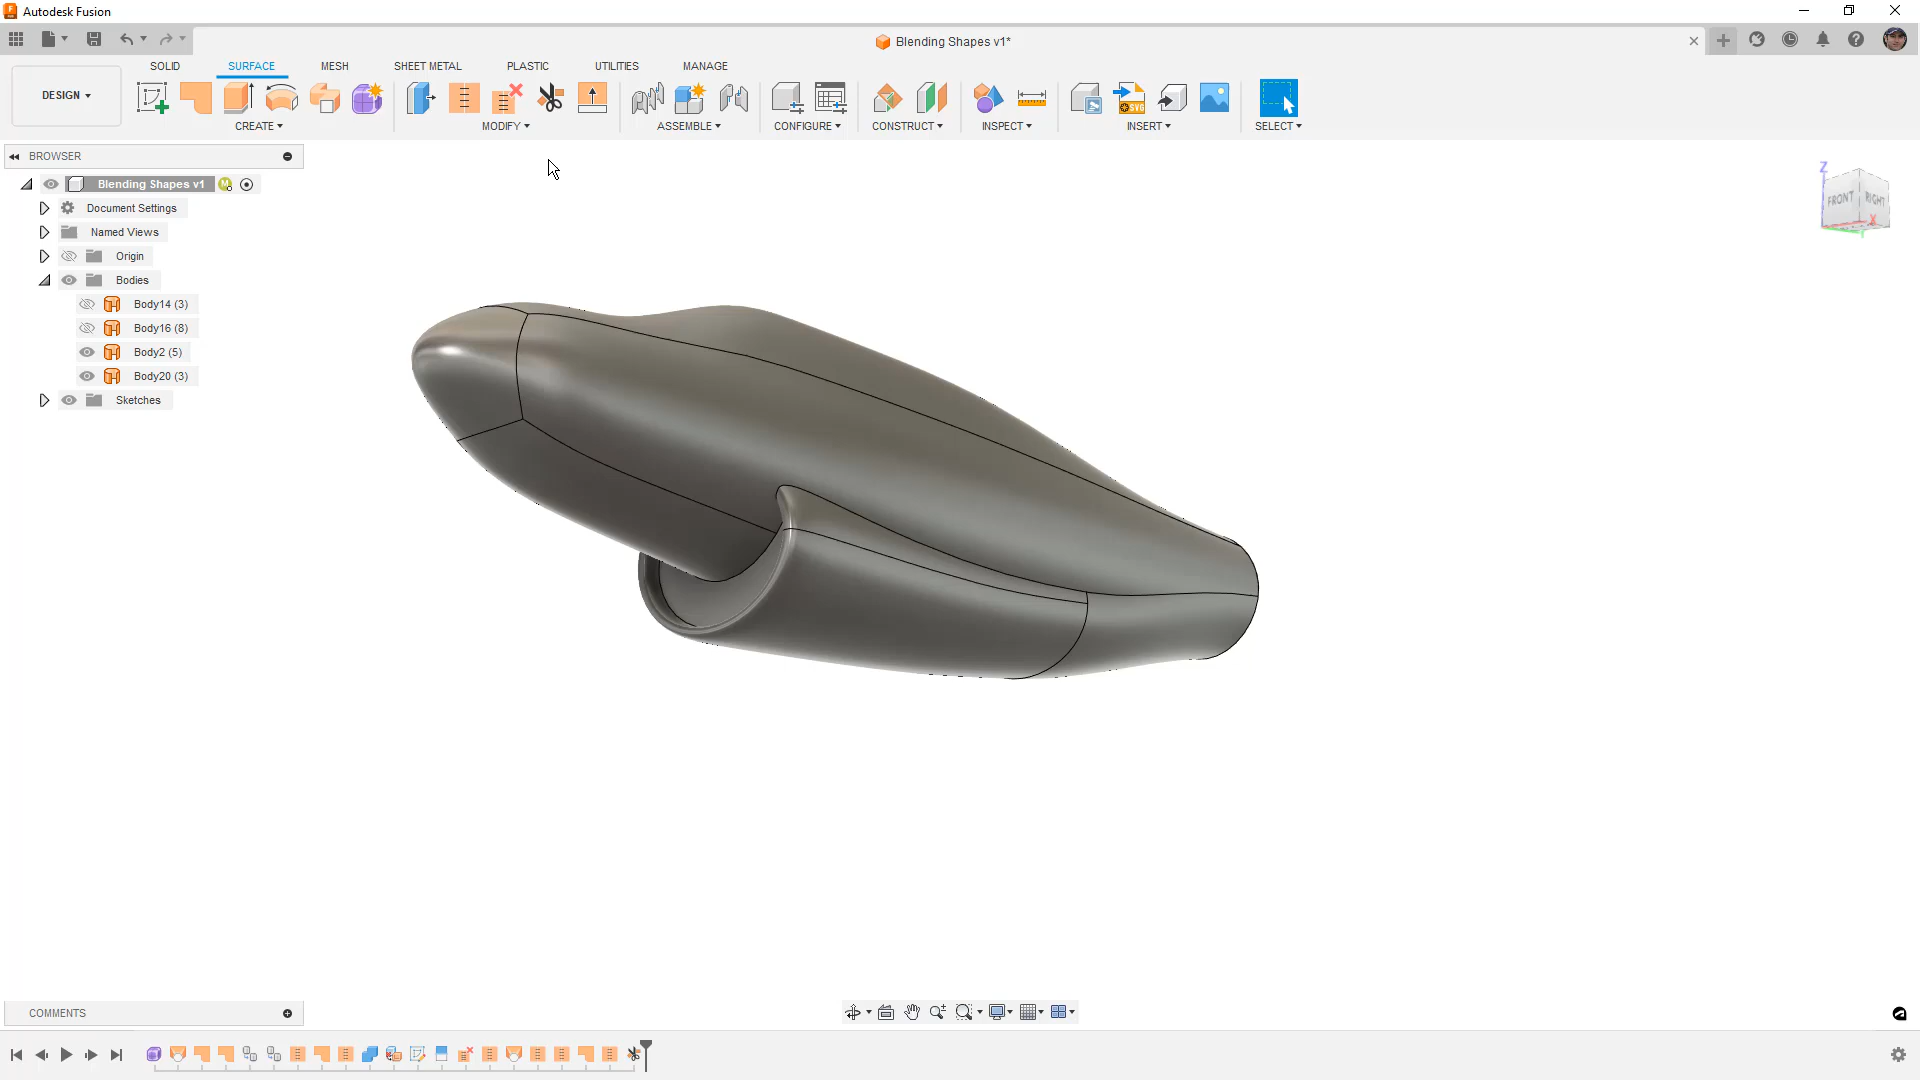 Autodesk Fusion
Blending Shapes v1*
SOLID SURFACE MESH SHEET METAL PLASTIC UTILITIES MANAGE
DESIGN
CREATE MODIFY ASSEMBLE CONFIGURE CONSTRUCT INSPECT INSERT SELECT
BROWSER
Blending Shapes v1
Document Settings
Named Views
Origin
Bodies
Body14 (3)
Body16 (8)
Body2 (5)
Body20 (3)
Sketches
Z
FRONT RIGHT
X
COMMENTS